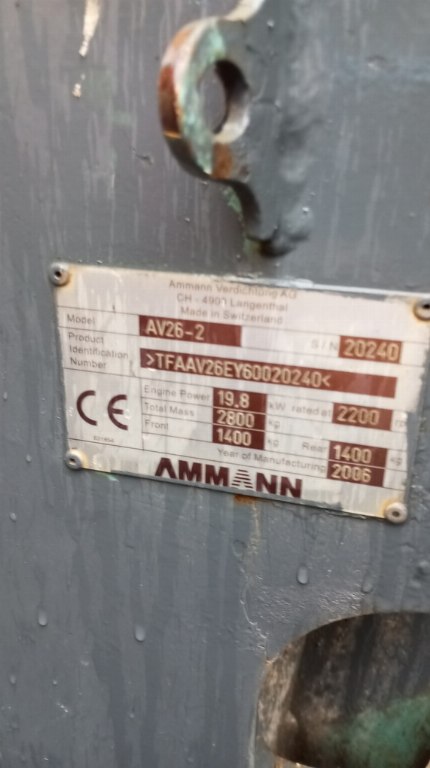 Ammann Verdichtung AG
CH - 4900 Langenthal
Made in Switzerland
Model AV26-2 S/N 20240
Product Identification Number >TFAAV26EY60020240<
Engine Power 19.8 kW rated at 2200
Total Mass 2800 kg
Front 1400 kg Rear 1400 kg
Year of Manufacturing 2006
CE
AMMANN